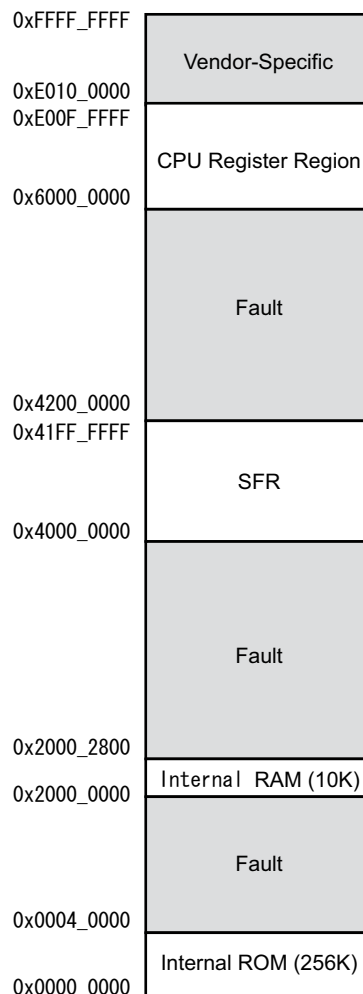 0xFFFF_FFFF
Vendor-Specific
0xE010_0000
0xE00F_FFFF
CPU Register Region
0x6000_0000
Fault
0x4200_0000
0x41FF_FFFF
SFR
0x4000_0000
Fault
0x2000_2800
Internal RAM (10K)
0x2000_0000
Fault
0x0004_0000
Internal ROM (256K)
0x0000_0000